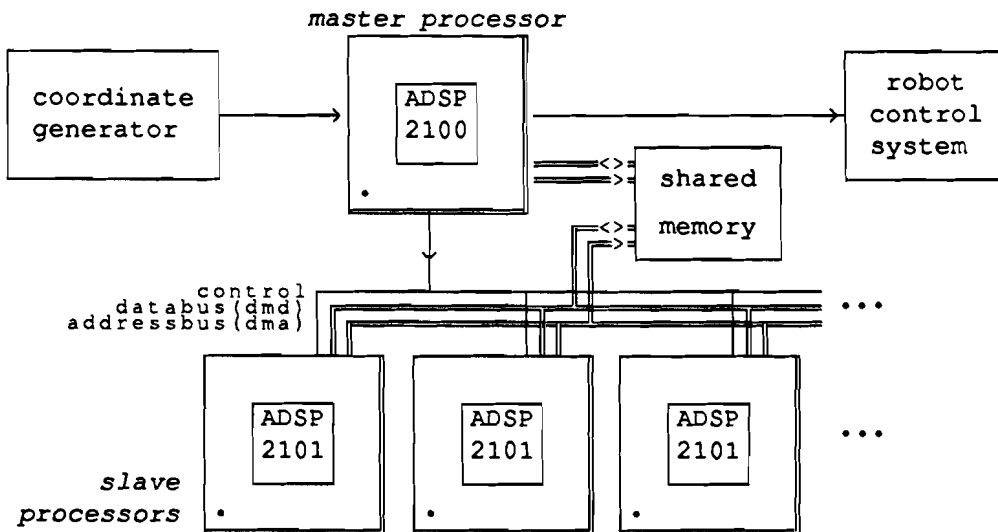 master processor
coordinate
generator
ADSP
2100
robot
control
system
shared
memory
control
databus(dmd)
addressbus(dma)
ADSP
2101
ADSP
2101
ADSP
2101
slave
processors